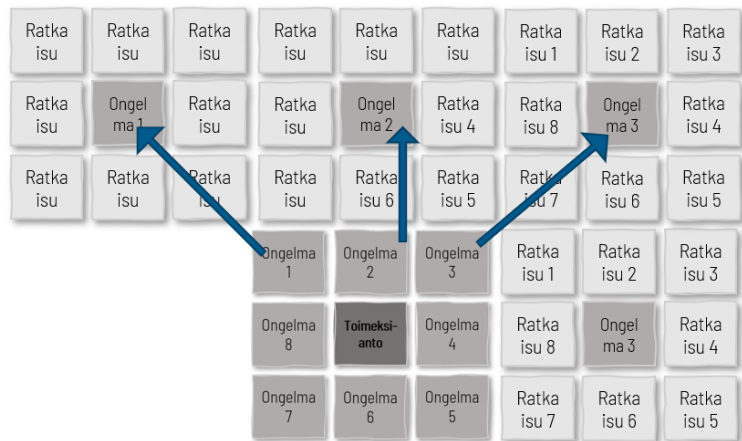 Ratka
isu
Ratka
isu
Ratka
isu
Ratka
isu
Ratka
isu
Ratka
isu
Ratka
isu 1
Ratka
isu 2
Ratka
isu 3
Ratka
isu
Ongel
ma 1
Ratka
isu
Ratka
isu
Ongel
ma 2
Ratka
isu 4
Ratka
isu 8
Ongel
ma 3
Ratka
isu 4
Ratka
isu
Ratka
isu
Ratka
isu
Ratka
isu
Ratka
isu 6
Ratka
isu 5
Ratka
isu 7
Ratka
isu 6
Ratka
isu 5
Ongelma
1
Ongelma
2
Ongelma
3
Ratka
isu 1
Ratka
isu 2
Ratka
isu 3
Ongelma
8
Toimeksi-
anto
Ongelma
4
Ratka
isu 8
Ongel
ma 3
Ratka
isu 4
Ongelma
7
Ongelma
6
Ongelma
5
Ratka
isu 7
Ratka
isu 6
Ratka
isu 5